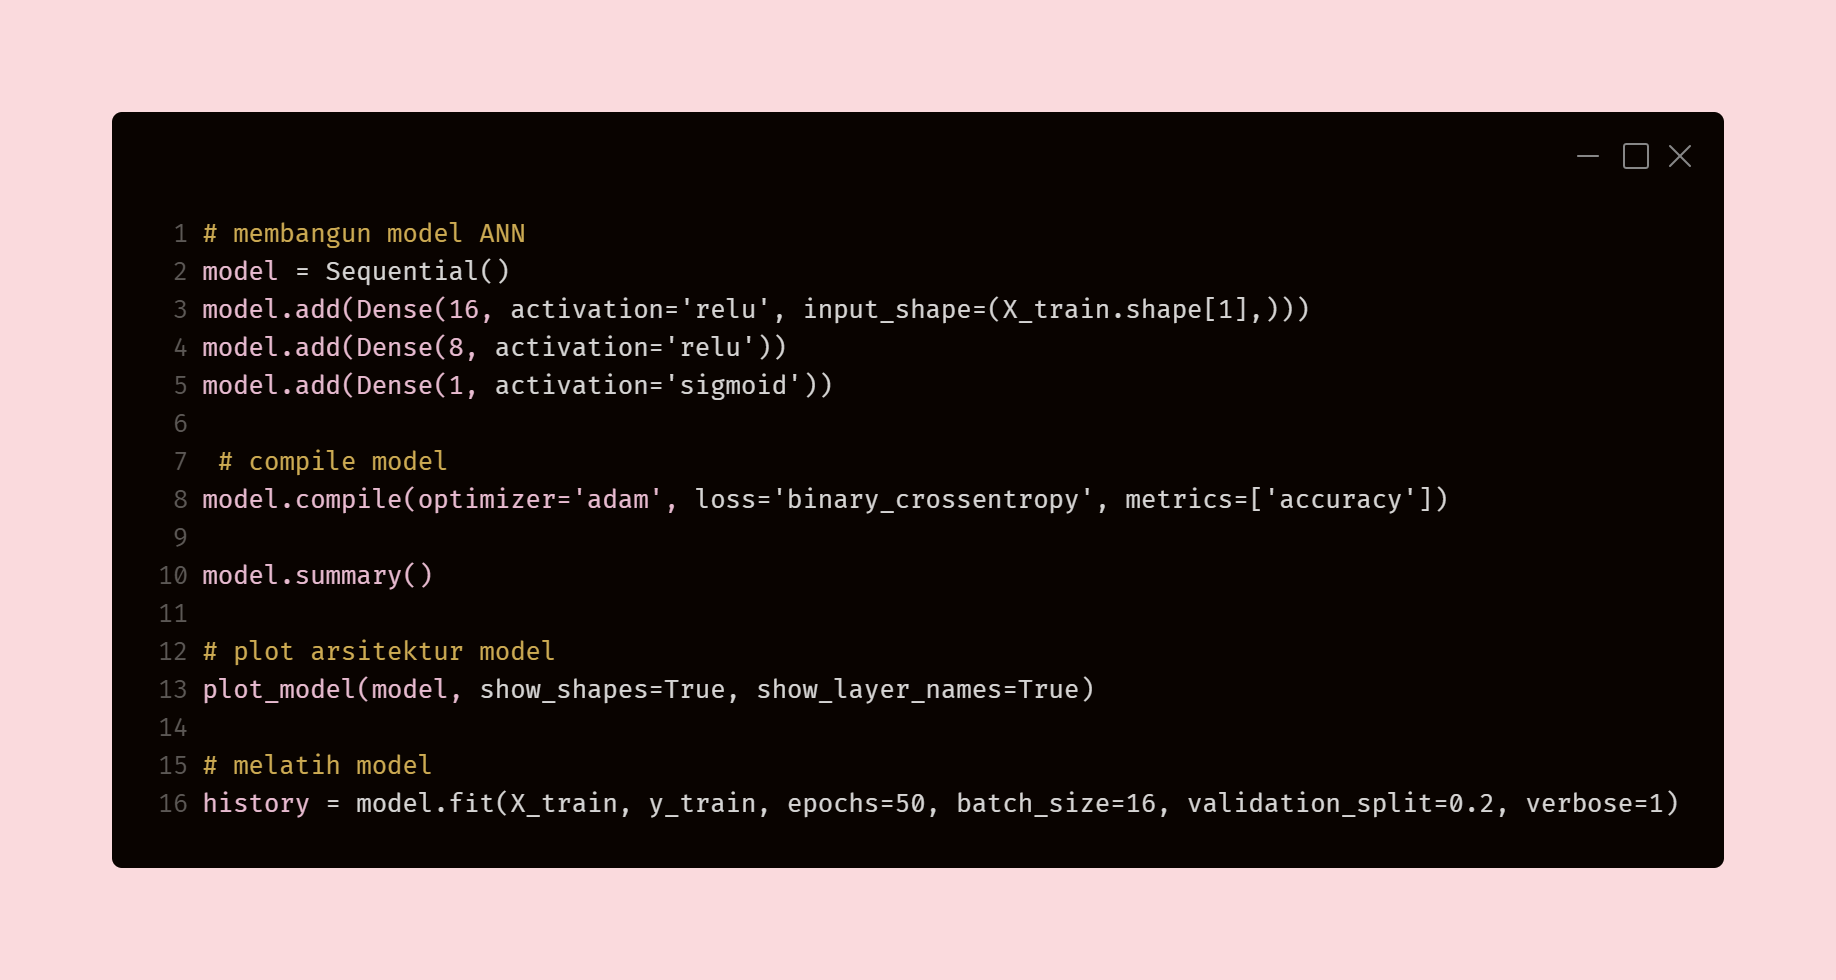 1 # membangun model ANN
2 model = Sequential()
3 model.add(Dense(16, activation='relu', input_shape=(X_train.shape[1],)))
4 model.add(Dense(8, activation='relu'))
5 model.add(Dense(1, activation='sigmoid'))
6
7  # compile model
8 model.compile(optimizer='adam', loss='binary_crossentropy', metrics=['accuracy'])
9
10 model.summary()
11
12 # plot arsitektur model
13 plot_model(model, show_shapes=True, show_layer_names=True)
14
15 # melatih model
16 history = model.fit(X_train, y_train, epochs=50, batch_size=16, validation_split=0.2, verbose=1)